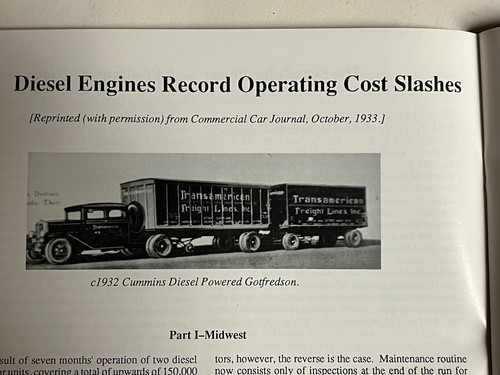 Diesel Engines Record Operating Cost Slashes
[Reprinted (with permission) from Commercial Car Journal, October, 1933.]
Transamerican
Freight Lines, Inc.
Transamerican
Freight Lines Inc.
c1932 Cummins Diesel Powered Gotfredson.
Part I–Midwest
sult of seven months' operation of two diesel
or units, covering a total of upwards of 150,000
tors, however, the reverse is the case. Maintenance routine
now consists only of inspections at the end of the run for